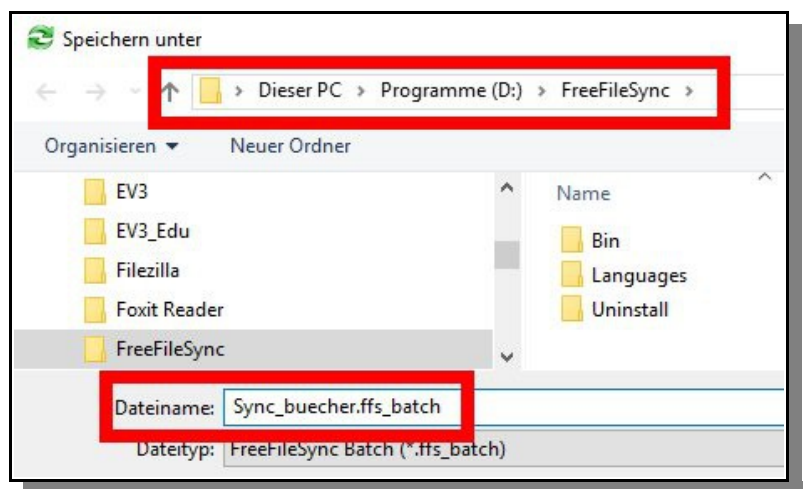 Speichern unter
Dieser PC > Programme (D:) > FreeFileSync >
Organisieren Neuer Ordner
EV3
EV3_Edu
Filezilla
Foxit Reader
FreeFileSync
Name
Bin
Languages
Uninstall
Dateiname: Sync_buecher.ffs_batch
Dateityp: FreeFileSync Batch (*.ffs_batch)